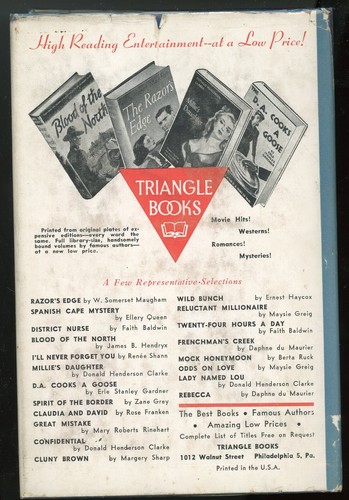 High Reading Entertainment--at a Low Price!
Blood of the
North
The Razor's
Edge
D.A. COOKS
A
GOOSE
TRIANGLE
BOOKS
Movie Hits!
Westerns!
Romances!
Mysteries!
Printed from original plates of ex-
pensive editions—every word the
same. Full library-size, handsomely
bound volumes by famous authors—
at a new low price.
A Few Representative Selections
RAZOR'S EDGE by W. Somerset Maugham
SPANISH CAPE MYSTERY
by Ellery Queen
DISTRICT NURSE by Faith Baldwin
BLOOD OF THE NORTH
by James B. Hendryx
I'LL NEVER FORGET YOU by Renée Shann
MILLIE'S DAUGHTER
by Donald Henderson Clarke
D.A. COOKS A GOOSE
by Erle Stanley Gardner
SPIRIT OF THE BORDER by Zane Grey
CLAUDIA AND DAVID by Rose Franken
GREAT MISTAKE
by Mary Roberts Rinehart
CONFIDENTIAL
by Donald Henderson Clarke
CLUNY BROWN by Margery Sharp
WILD BUNCH by Ernest Haycox
RELUCTANT MILLIONAIRE
by Maysie Greig
TWENTY-FOUR HOURS A DAY
by Faith Baldwin
FRENCHMAN'S CREEK
by Daphne du Maurier
MOCK HONEYMOON by Berta Ruck
ODDS ON LOVE by Maysie Greig
LADY NAMED LOU
by Donald Henderson Clarke
REBECCA by Daphne du Maurier
The Best Books • Famous Authors
• Amazing Low Prices •
Complete List of Titles Free on Request
TRIANGLE BOOKS
1012 Walnut Street Philadelphia 5, Pa.
Printed in the U.S.A.